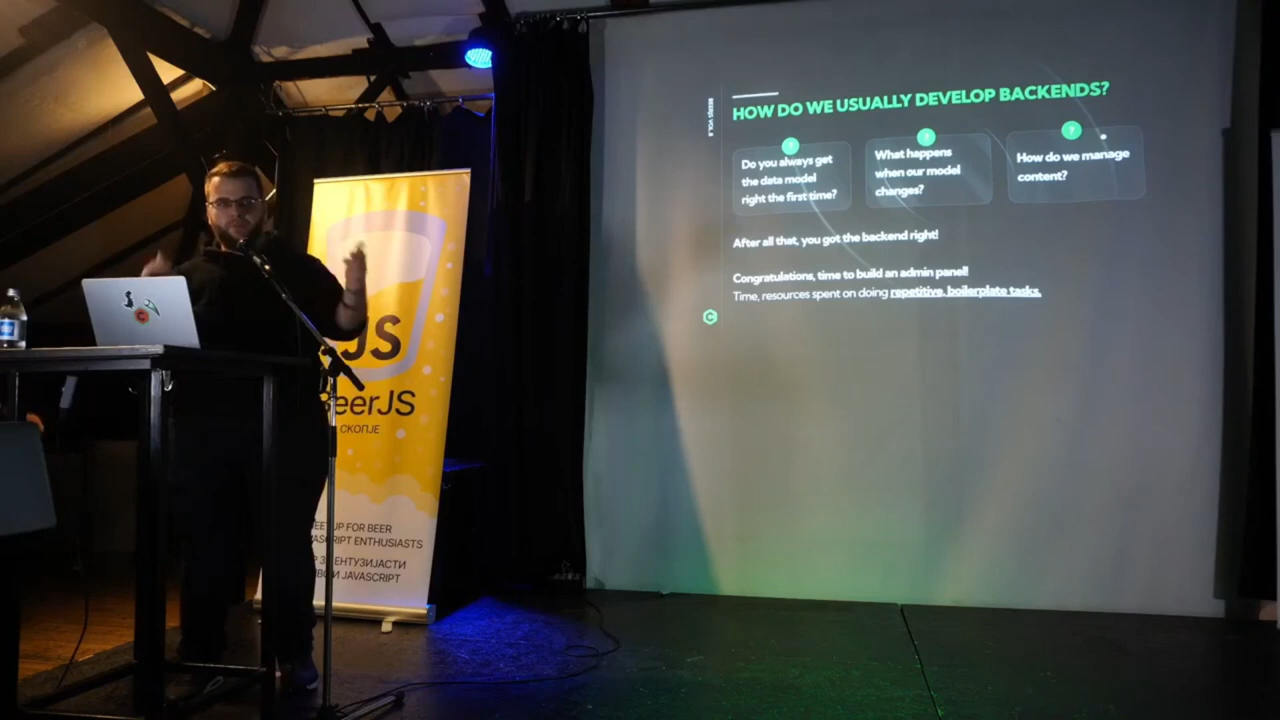 HOW DO WE USUALLY DEVELOP BACKENDS?
Do you always get
the data model
right the first time?
What happens
when our model
changes?
How do we manage
content?
After all that, you got the backend right!
Congratulations, time to build an admin panel!
Time, resources spent on doing repetitive, boilerplate tasks.
JS
BeerJS
СКОПЈЕ
UP FOR BEER
ENTHUSIASTS
ЕНТУЗИЈАСТИ
И JAVASCRIPT